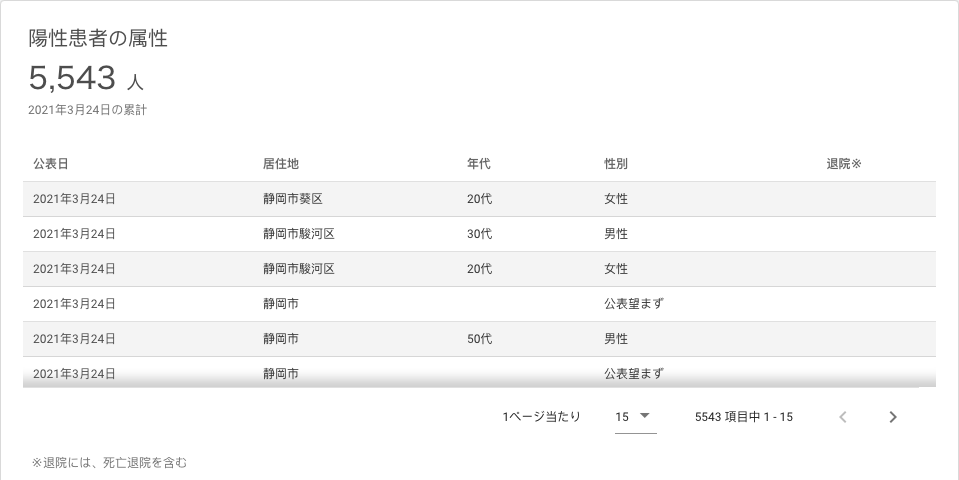 陽性患者の属性
5,543 人
2021年3月24日の累計
公表日 居住地 年代 性別 退院※
2021年3月24日 静岡市葵区 20代 女性
2021年3月24日 静岡市駿河区 30代 男性
2021年3月24日 静岡市駿河区 20代 女性
2021年3月24日 静岡市 公表望まず
2021年3月24日 静岡市 50代 男性
2021年3月24日 静岡市 公表望まず
1ページ当たり 15 5543 項目中 1 - 15
※退院には、死亡退院を含む